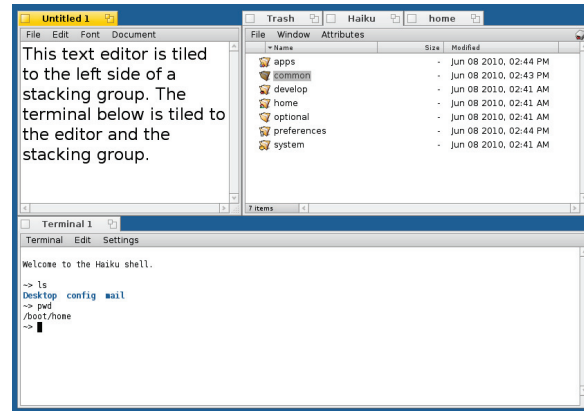 Untitled 1
File Edit Font Document
This text editor is tiled
to the left side of a
stacking group. The
terminal below is tiled to
the editor and the
stacking group.
Trash Haiku home
File Window Attributes
Name Size Modified
apps - Jun 08 2010, 02:44 PM
common - Jun 08 2010, 02:43 PM
develop - Jun 08 2010, 02:41 AM
home - Jun 08 2010, 02:41 AM
optional - Jun 08 2010, 02:41 AM
preferences - Jun 08 2010, 02:44 PM
system - Jun 08 2010, 02:41 AM
7 items
Terminal 1
Terminal Edit Settings
Welcome to the Haiku shell.
~> ls
Desktop config mail
~> pwd
/boot/home
~>